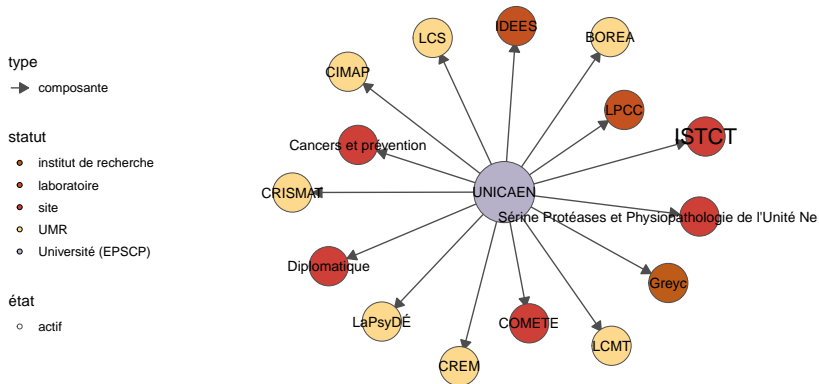 type
composante
statut
institut de recherche
laboratoire
site
UMR
Université (EPSCP)
état
actif
IDEES
LCS
BOREA
CIMAP
LPCC
ISTCT
Cancers et prévention
CRISMAT
UNICAEN
Sérine Protéases et Physiopathologie de l'Unité Ne
Diplomatique
Greyc
LaPsyDÉ
COMETE
LCMT
CREM